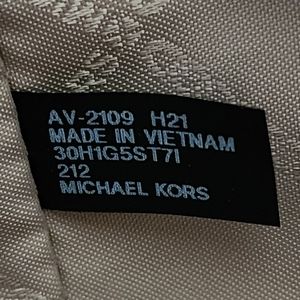 AV-2109 H21
MADE IN VIETNAM
30H1G5ST7I
212
MICHAEL KORS